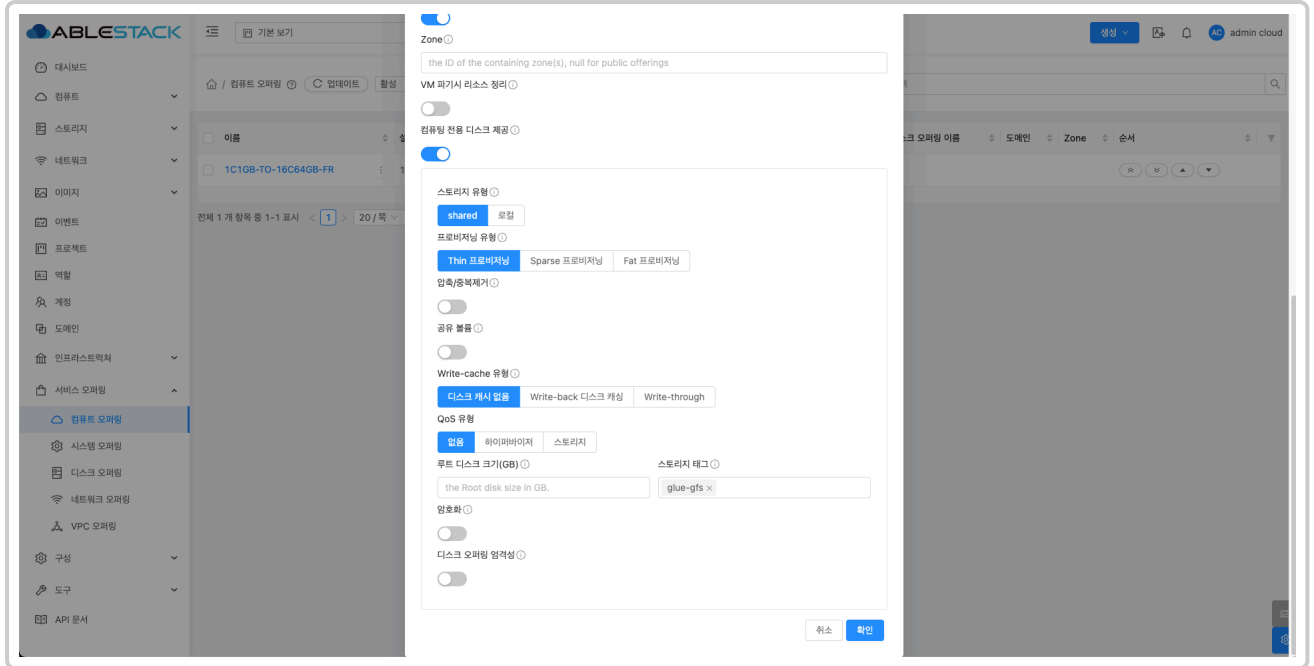 ABLESTACK
기본 보기
생성
AC admin cloud
대시보드
컴퓨트
스토리지
네트워크
이미지
이벤트
프로젝트
역할
계정
도메인
인프라스트럭쳐
서비스 오퍼링
컴퓨트 오퍼링
시스템 오퍼링
디스크 오퍼링
네트워크 오퍼링
VPC 오퍼링
구성
도구
API 문서
/ 컴퓨트 오퍼링 업데이트 활성
이름
스크 오퍼링 이름 도메인 Zone 순서
1C1GB-TO-16C64GB-FR
전체 1 개 항목 중 1-1 표시 < 1 > 20 / 쪽
Zone
the ID of the containing zone(s), null for public offerings
VM 파기시 리소스 정리
컴퓨팅 전용 디스크 제공
스토리지 유형
shared 로컬
프로비저닝 유형
Thin 프로비저닝 Sparse 프로비저닝 Fat 프로비저닝
압축/중복제거
공유 볼륨
Write-cache 유형
디스크 캐시 없음 Write-back 디스크 캐싱 Write-through
QoS 유형
없음 하이퍼바이저 스토리지
루트 디스크 크기(GB) 스토리지 태그
the Root disk size in GB. glue-gfs ×
암호화
디스크 오퍼링 엄격성
취소 확인